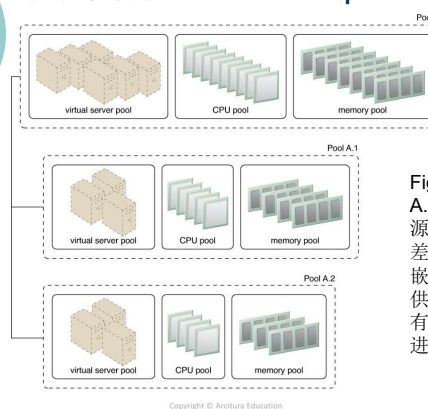 Poo
virtual server pool
CPU pool
memory pool
Pool A.1
virtual server pool
CPU pool
memory pool
Pool A.2
virtual server pool
CPU pool
memory pool
Fig
A.
源
差
嵌
供
有
进
Copyright © Arcitura Education